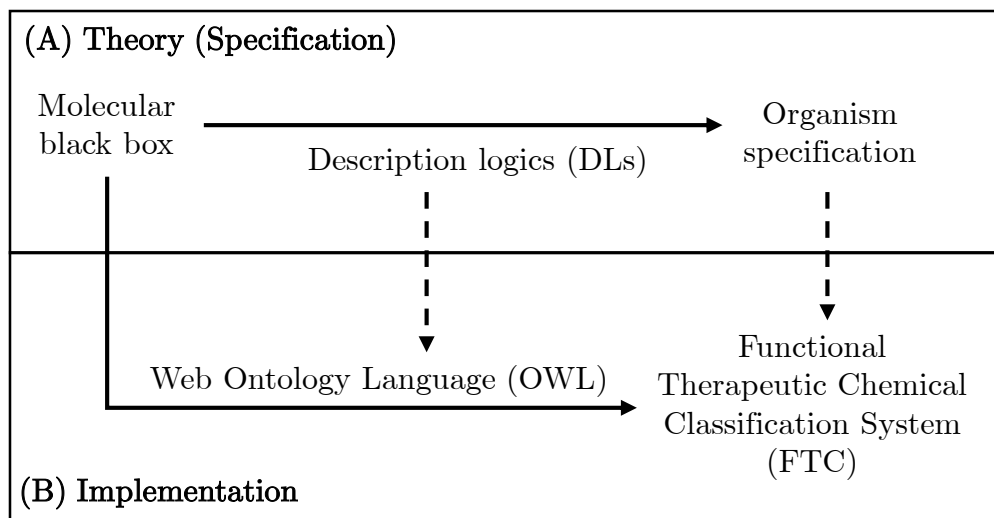 (A) Theory (Specification)
Molecular
black box
Description logics (DLs)
Organism
specification
Web Ontology Language (OWL)
Functional
Therapeutic Chemical
Classification System
(FTC)
(B) Implementation